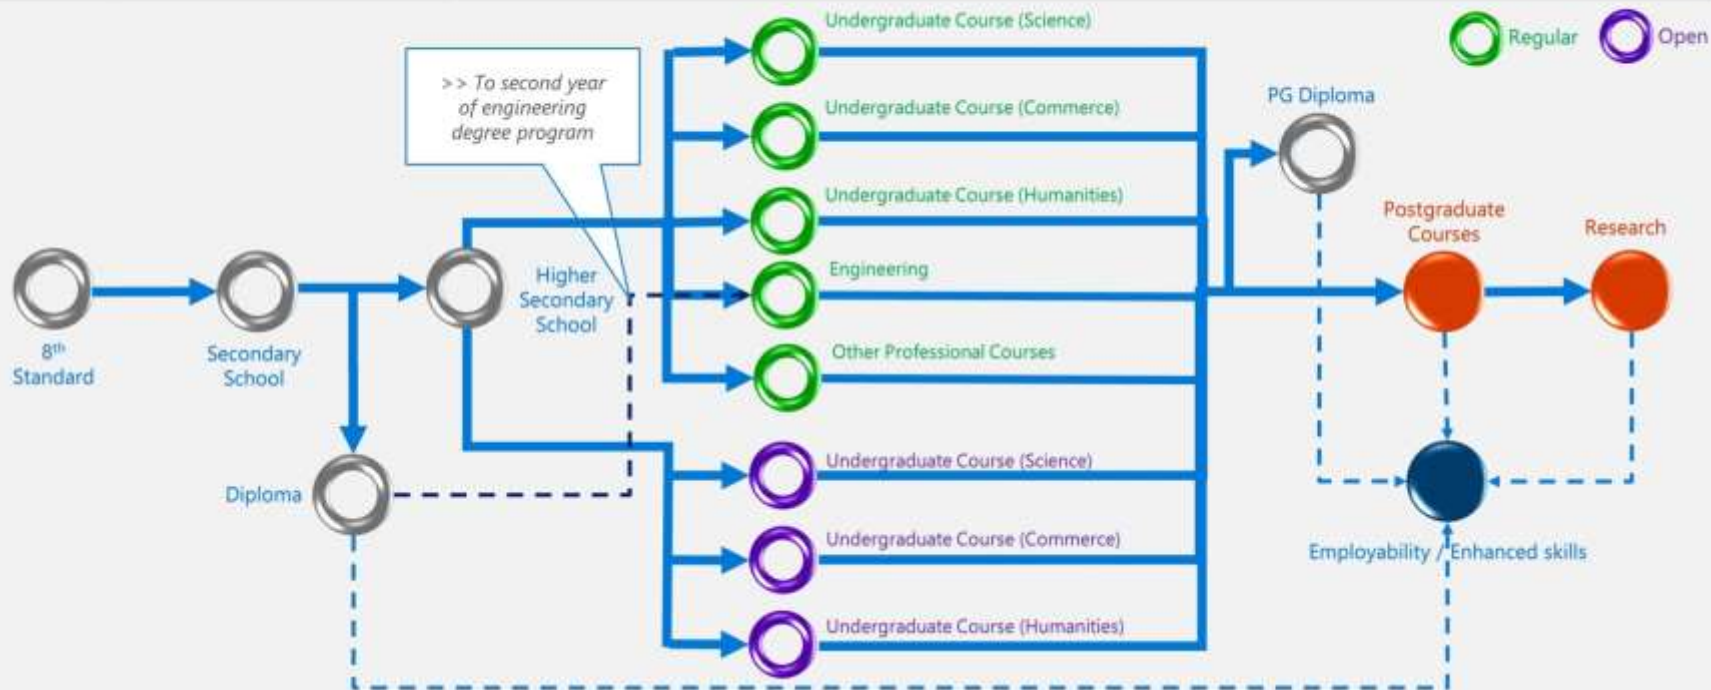 Undergraduate Course (Science)
Regular
Open
>> To second year
of engineering
degree program
Undergraduate Course (Commerce)
PG Diploma
Undergraduate Course (Humanities)
Postgraduate
Courses
Research
Engineering
Higher
Secondary
School
8th
Standard
Secondary
School
Other Professional Courses
Diploma
Undergraduate Course (Science)
Undergraduate Course (Commerce)
Employability / Enhanced skills
Undergraduate Course (Humanities)